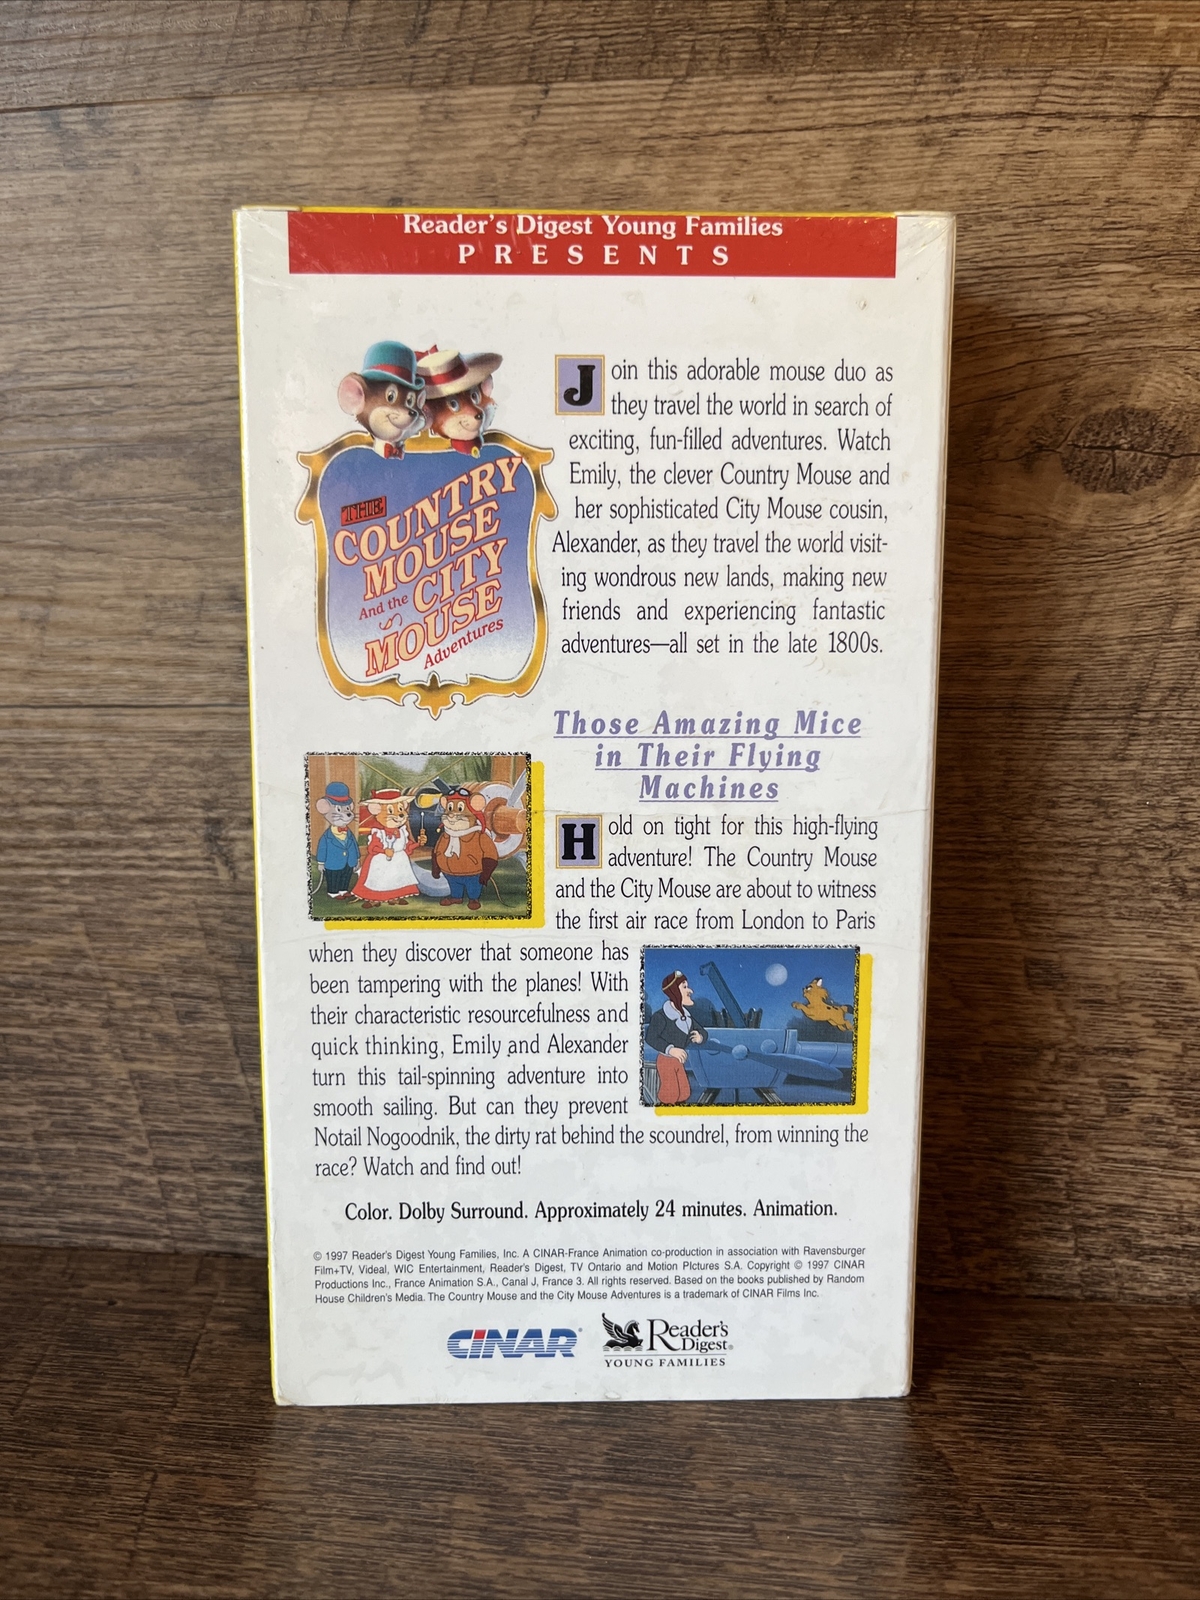 Reader's Digest Young Families
PRESENTS
THE
COUNTRY
MOUSE
And the CITY
MOUSE
Adventures
Join this adorable mouse duo as
they travel the world in search of
exciting, fun-filled adventures. Watch
Emily, the clever Country Mouse and
her sophisticated City Mouse cousin,
Alexander, as they travel the world visit-
ing wondrous new lands, making new
friends and experiencing fantastic
adventures—all set in the late 1800s.
Those Amazing Mice
in Their Flying
Machines
Hold on tight for this high-flying
adventure! The Country Mouse
and the City Mouse are about to witness
the first air race from London to Paris
when they discover that someone has
been tampering with the planes! With
their characteristic resourcefulness and
quick thinking, Emily and Alexander
turn this tail-spinning adventure into
smooth sailing. But can they prevent
Notail Nogoodnik, the dirty rat behind the scoundrel, from winning the
race? Watch and find out!
Color. Dolby Surround. Approximately 24 minutes. Animation.
© 1997 Reader's Digest Young Families, Inc. A CINAR-France Animation co-production in association with Ravensburger
Film+TV, Videal, WIC Entertainment, Reader's Digest, TV Ontario and Motion PIctures S.A. Copyright © 1997 CINAR
Productions Inc., France Animation S.A., Canal J, France 3. All rights reserved. Based on the books published by Random
House Children's Media. The Country Mouse and the City Mouse Adventures is a trademark of CINAR Films Inc.
CINAR
Reader's
Digest®
YOUNG FAMILIES